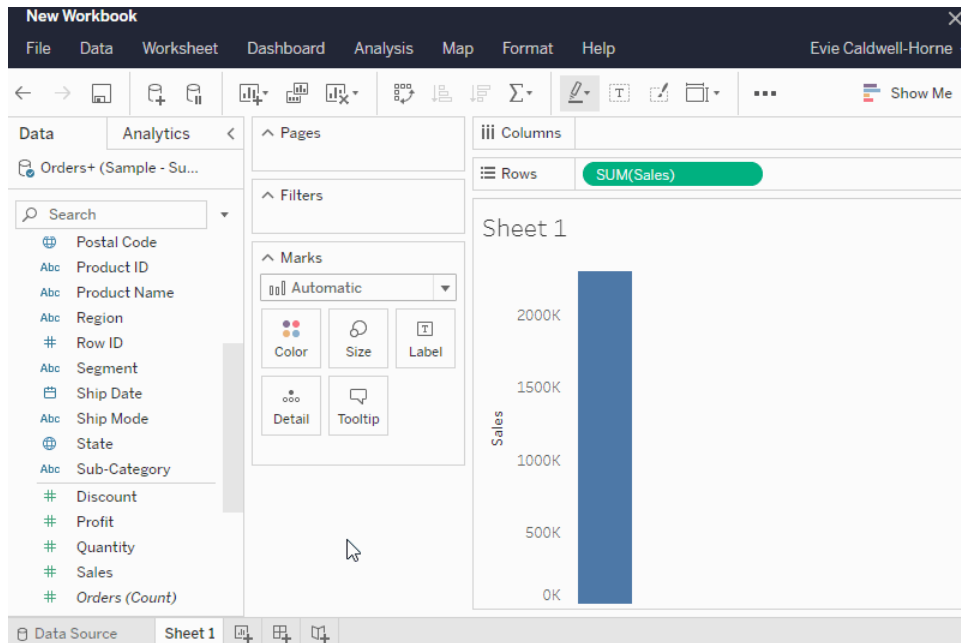 New Workbook
File Data Worksheet Dashboard Analysis Map Format Help Evie Caldwell-Horne
Show Me
Data Analytics
Orders+ (Sample - Su...
Search
Postal Code
Abc Product ID
Abc Product Name
Abc Region
# Row ID
Abc Segment
Ship Date
Abc Ship Mode
State
Abc Sub-Category
# Discount
# Profit
# Quantity
# Sales
# Orders (Count)
Pages
Filters
Marks
Automatic
Color Size T Label
Detail Tooltip
Columns
Rows SUM(Sales)
Sheet 1
2000K
1500K
1000K
500K
0K
Sales
Data Source Sheet 1